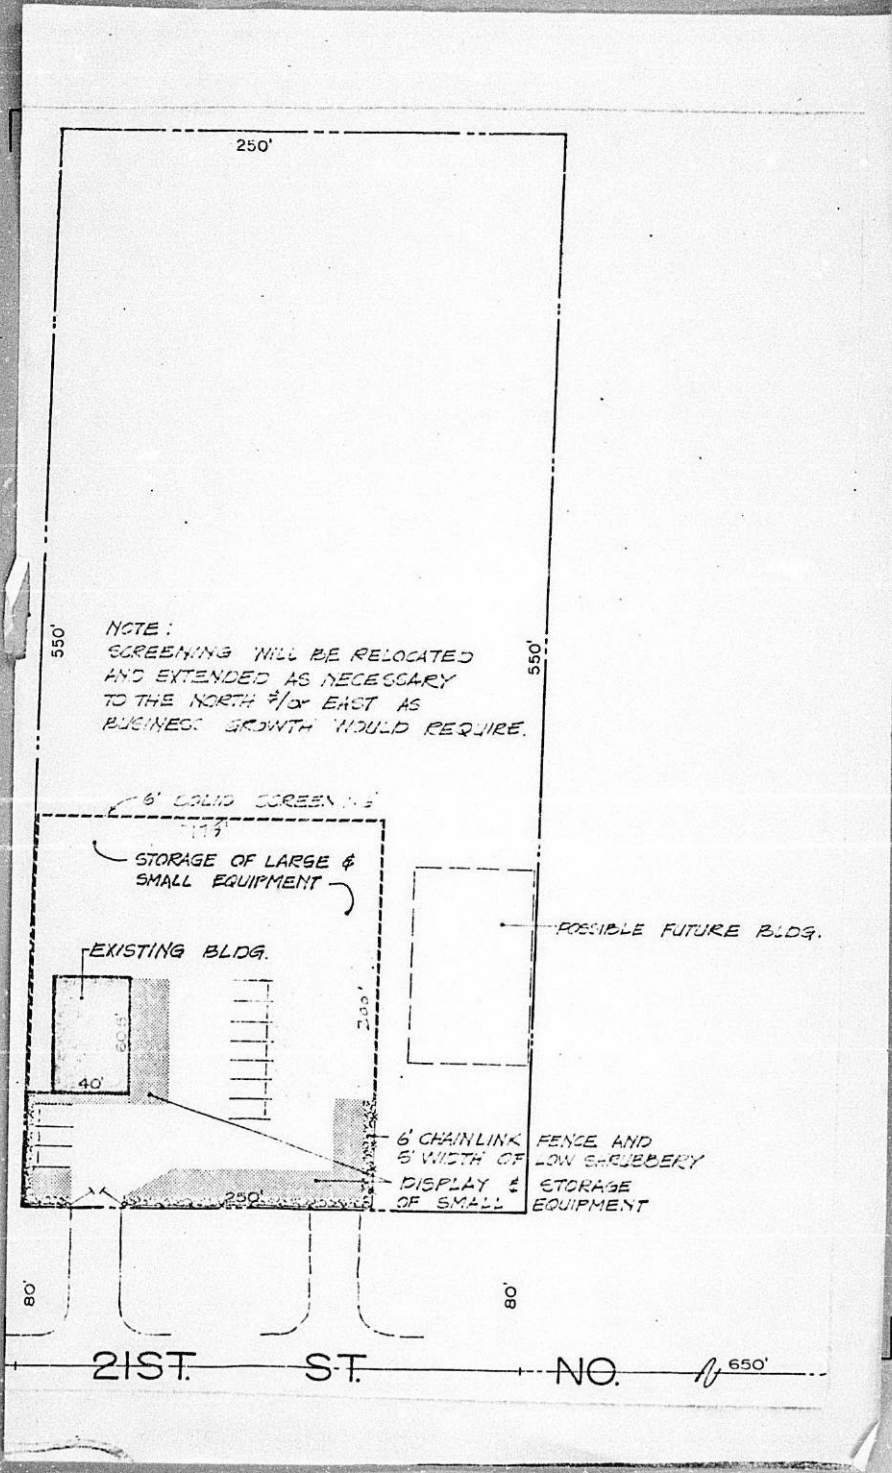 250'
550'
550'
NOTE:
SCREENING WILL BE RELOCATED
AND EXTENDED AS NECESSARY
TO THE NORTH &/or EAST AS
BUSINESS GROWTH WOULD REQUIRE.
6' SOLID SCREENING
STORAGE OF LARGE &
SMALL EQUIPMENT
POSSIBLE FUTURE BLDG.
EXISTING BLDG.
200'
40'
6' CHAINLINK FENCE AND
5' WIDTH OF LOW SHRUBBERY
DISPLAY & STORAGE
OF SMALL EQUIPMENT
250'
80'
80'
21ST. ST. NO.
650'